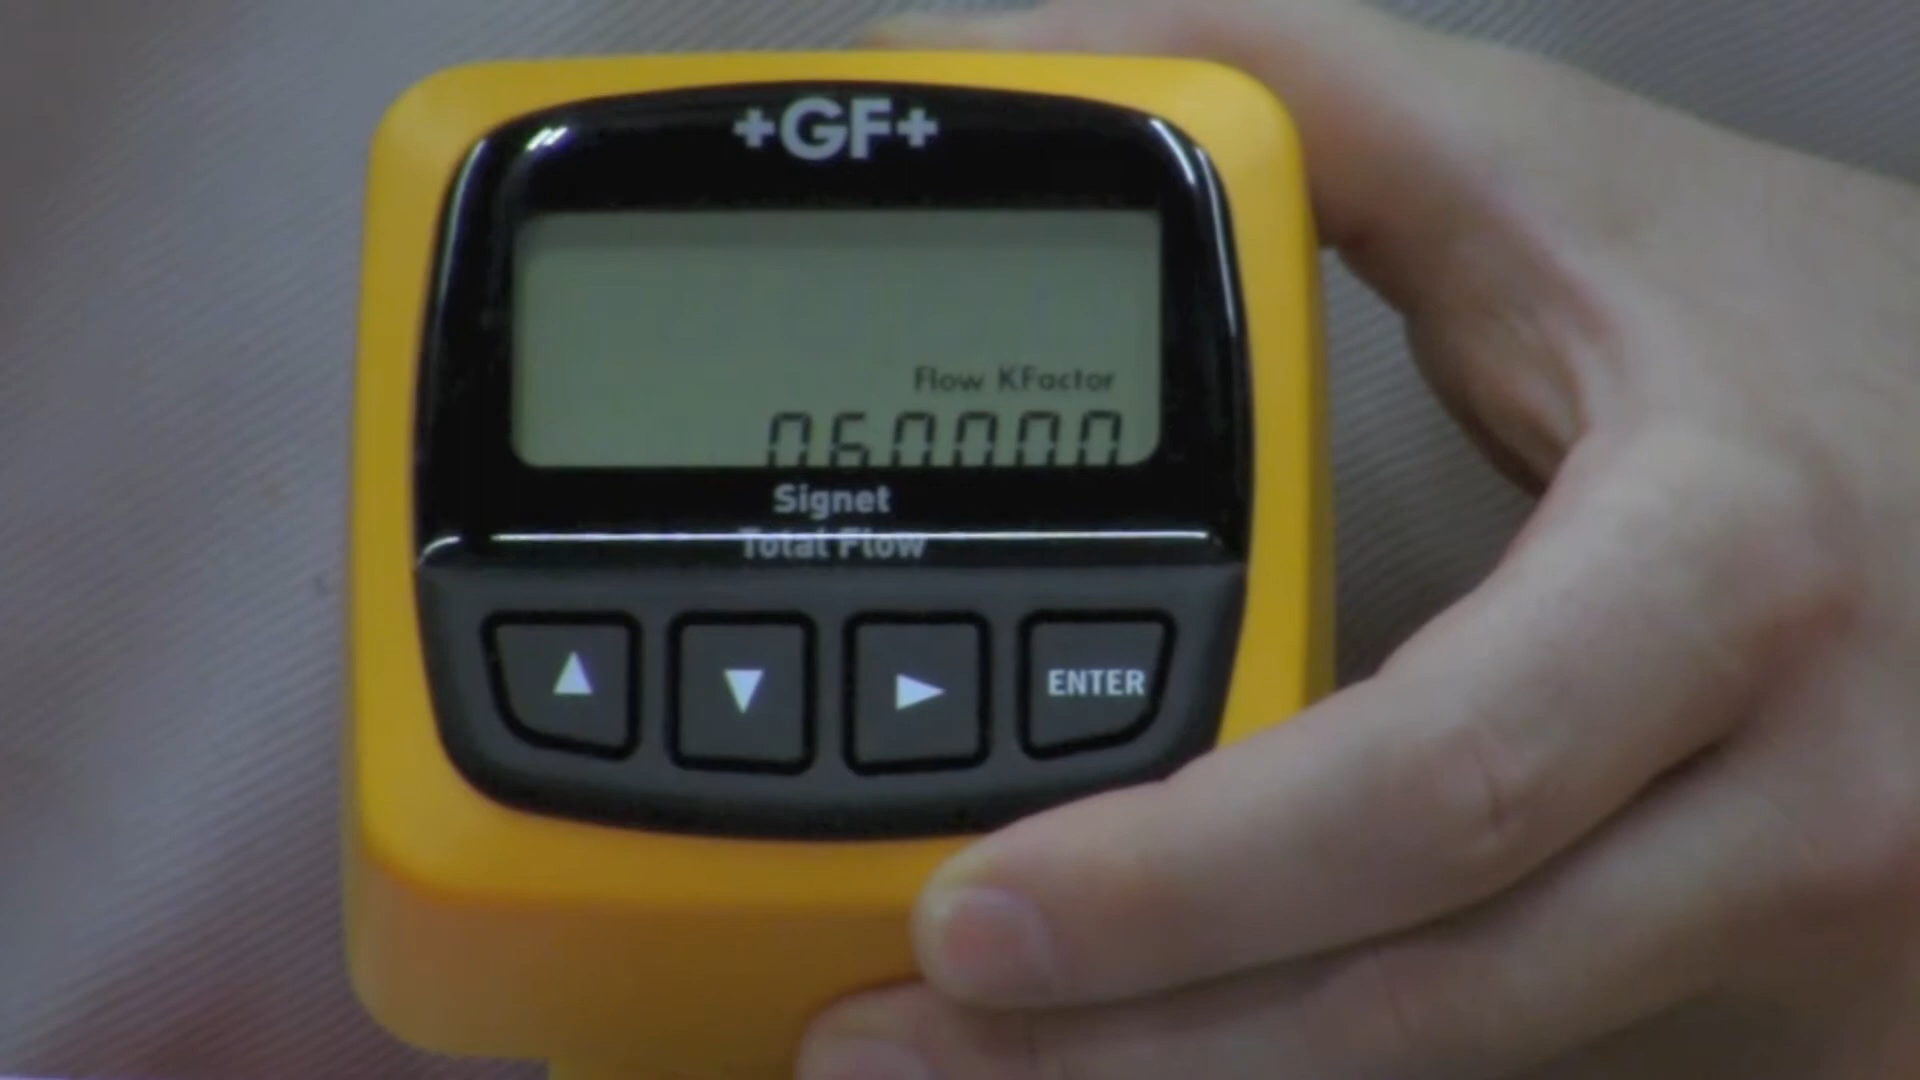 +GF+
Flow KFactor
060000
Signet
Total Flow
ENTER